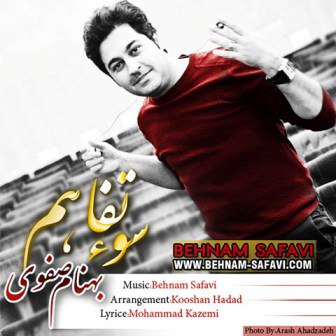 سوء تفاهم
بهنام صفوی
BEHNAM SAFAVI
WWW.BEHNAM-SAFAVI.COM
Music:Behnam Safavi
Arrangement:Kooshan Hadad
Lyrice:Mohammad Kazemi
Photo By:Arash Ahadzadeh